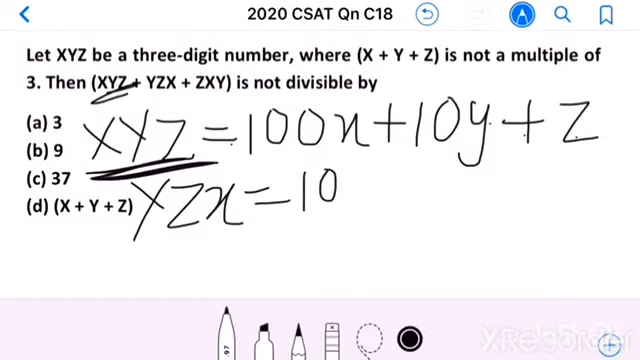 2020 CSAT Qn C18
Let XYZ be a three-digit number, where (X + Y + Z) is not a multiple of
3. Then (XYZ + YZX + ZXY) is not divisible by
(a) 3
(b) 9
(c) 37
(d) (X + Y + Z)
XYZ = 100x + 10y + z
YZx = 10
.97
XRecorder